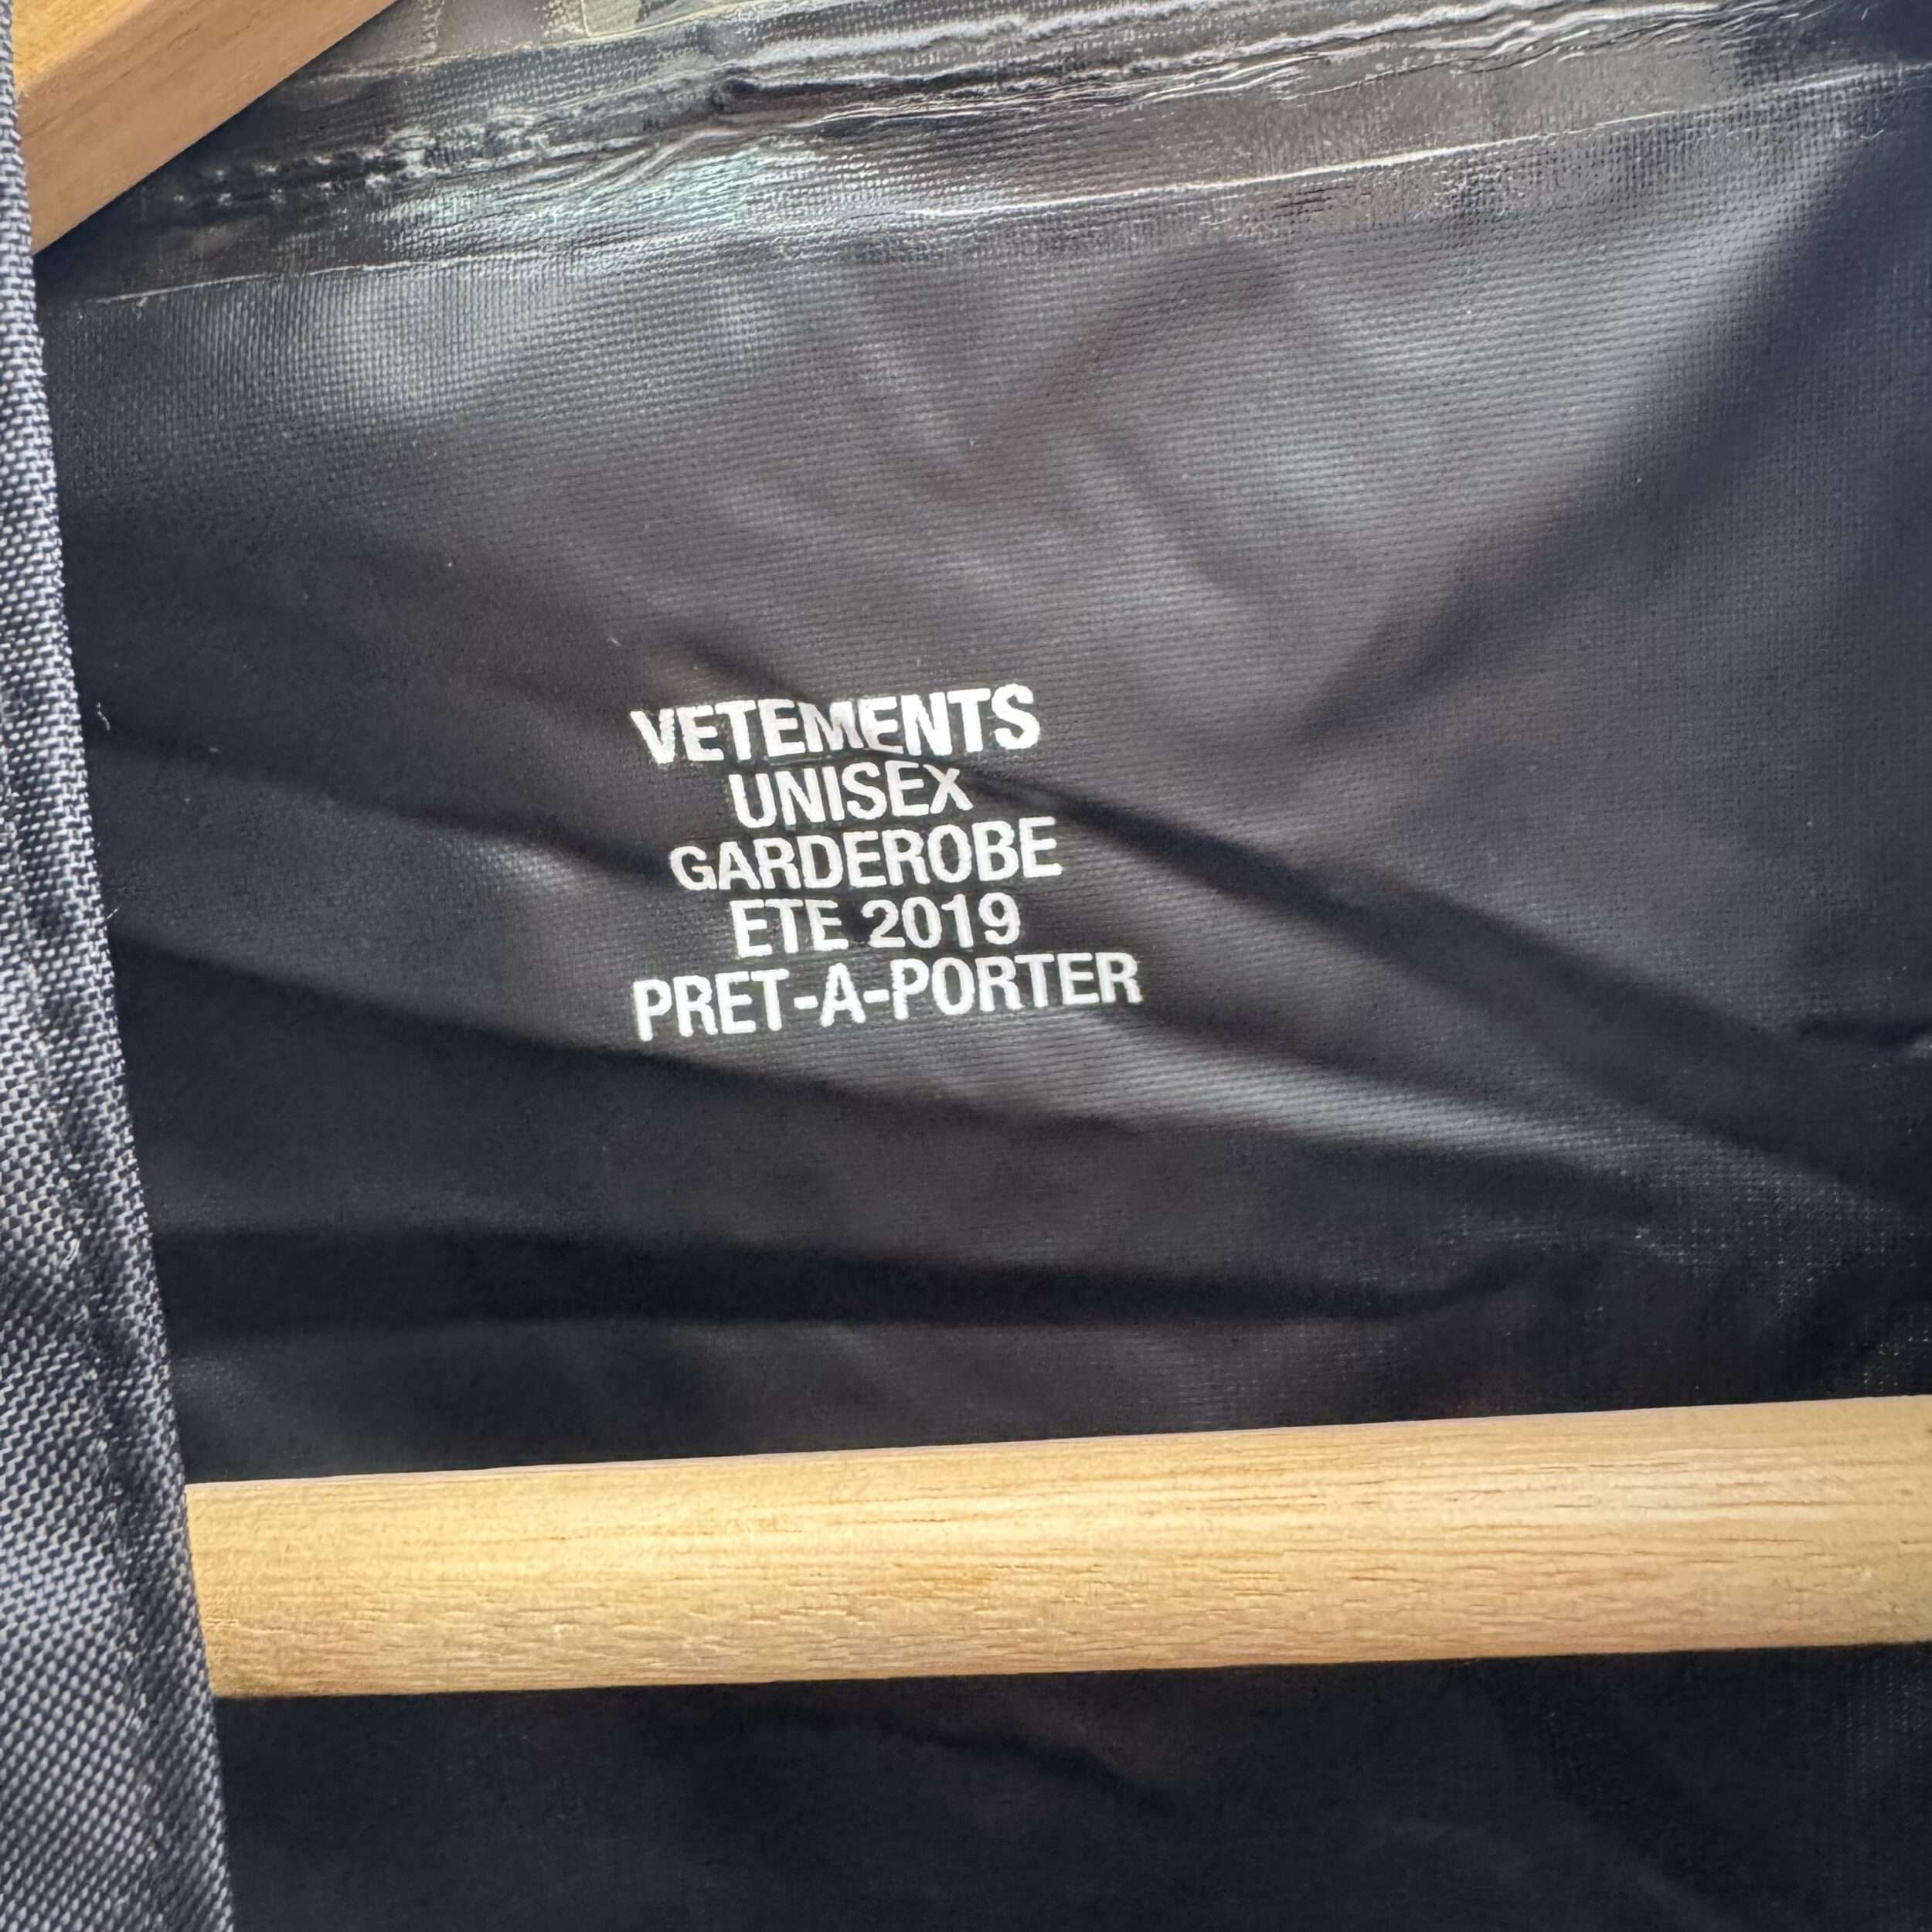 VETEMENTS
UNISEX
GARDEROBE
ETE 2019
PRET-A-PORTER